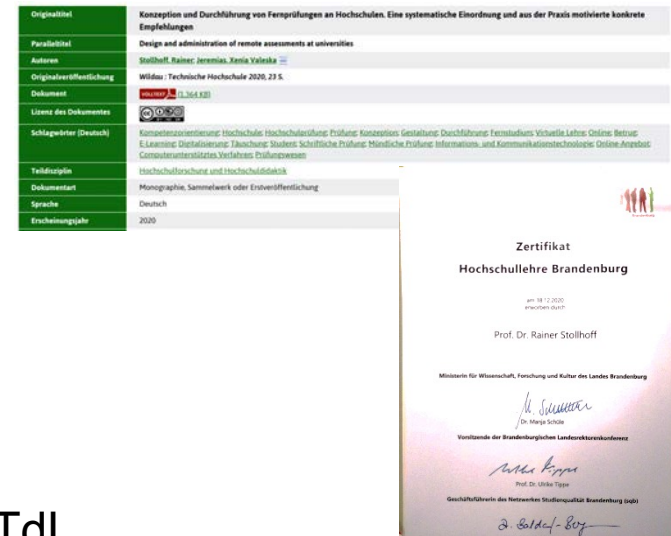 Originaltitel Konzeption und Durchführung von Fernprüfungen an Hochschulen. Eine systematische Einordnung und aus der Praxis motivierte konkrete
Empfehlungen
Paralleltitel Design and administration of remote assessments at universities
Autoren Stollhoff, Rainer; Jeremias, Xenia Valeska
Originalveröffentlichung Wildau : Technische Hochschule 2020, 23 S.
Dokument VOLLTEXT (1.364 KB)
Lizenz des Dokumentes
Schlagwörter (Deutsch) Kompetenzorientierung; Hochschule; Hochschulprüfung; Prüfung; Konzeption; Gestaltung; Durchführung; Fernstudium; Virtuelle Lehre; Online; Betrug;
E-Learning; Digitalisierung; Täuschung; Student; Schriftliche Prüfung; Mündliche Prüfung; Informations- und Kommunikationstechnologie; Online-Angebot;
Computerunterstütztes Verfahren; Prüfungswesen
Teildisziplin Hochschulforschung und Hochschuldidaktik
Dokumentart Monographie, Sammelwerk oder Erstveröffentlichung
Sprache Deutsch
Erscheinungsjahr 2020
Zertifikat
Hochschullehre Brandenburg
am 18.12.2020
erworben durch
Prof. Dr. Rainer Stollhoff
Ministerin für Wissenschaft, Forschung und Kultur des Landes Brandenburg
Dr. Manja Schüle
Vorsitzende der Brandenburgischen Landesrektorenkonferenz
Prof. Dr. Ulrike Tippe
Geschäftsführerin des Netzwerkes Studienqualität Brandenburg (sqb)
TdL